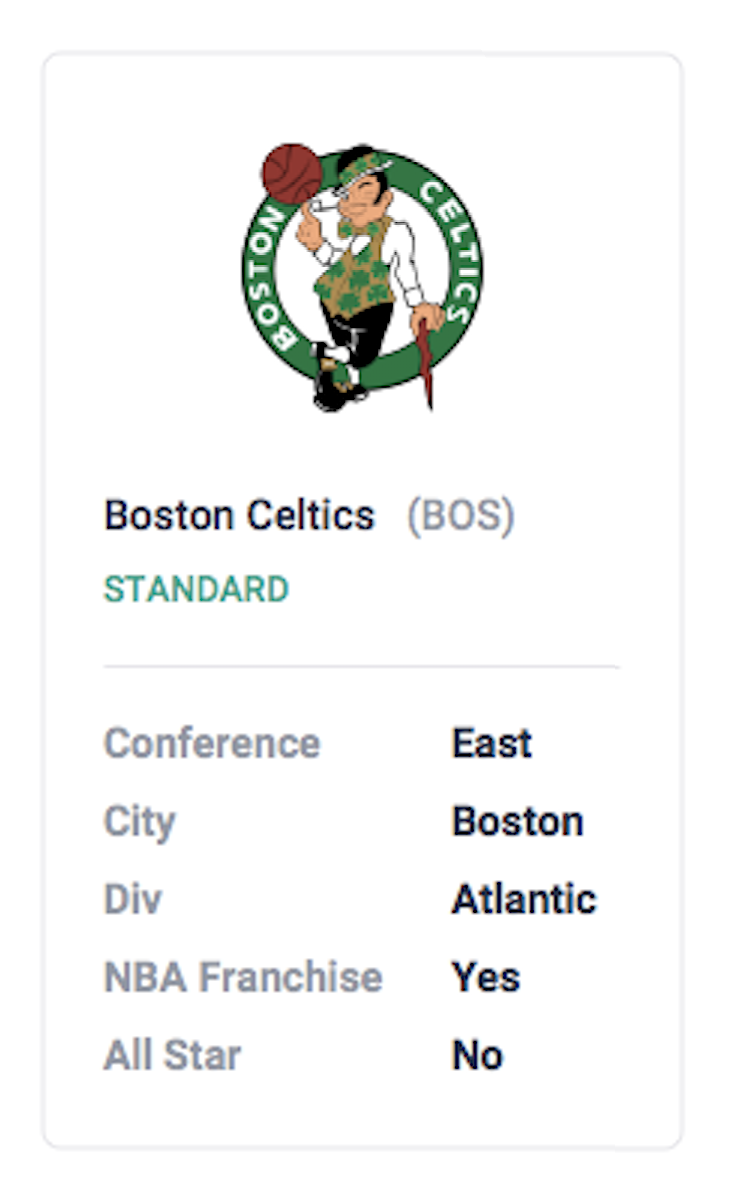 BOSTON CELTICS
Boston Celtics (BOS)
STANDARD
Conference East
City Boston
Div Atlantic
NBA Franchise Yes
All Star No